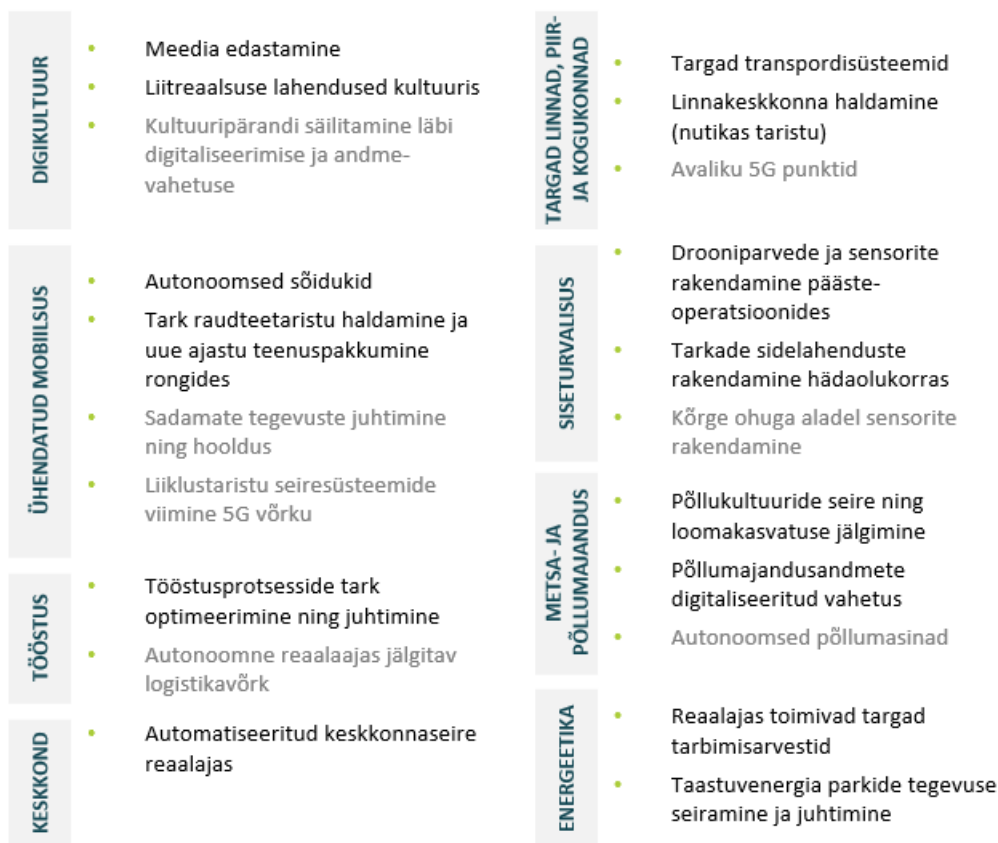 DIGIKULTUUR
Meedia edastamine
Liitreaalsuse lahendused kultuuris
Kultuuripärandi säilitamine läbi
digitaliseerimise ja andme-
vahetuse
ÜHENDATUD MOBIILSUS
Autonoomsed sõidukid
Tark raudteetaristu haldamine ja
uue ajastu teenuspakkumine
rongides
Sadamate tegevuste juhtimine
ning hooldus
Liiklustaristu seiresüsteemide
viimine 5G võrku
TÖÖSTUS
Tööstusprotsesside tark
optimeerimine ning juhtimine
Autonoomne reaalaajas jälgitav
logistikavõrk
KESKKOND
Automatiseeritud keskkonnaseire
reaalajas
TARGAD LINNAD, PIIR-
JA KOGUKONNAD
Targad transpordisüsteemid
Linnakeskkonna haldamine
(nutikas taristu)
Avaliku 5G punktid
SISETURVALISUS
Drooniparvede ja sensorite
rakendamine pääste-
operatsioonides
Tarkade sidelahenduste
rakendamine hädaolukorras
Kõrge ohuga aladel sensorite
rakendamine
METSA- JA
PÕLLUMAJANDUS
Põllukultuuride seire ning
loomakasvatuse jälgimine
Põllumajandusandmete
digitaliseeritud vahetus
Autonoomsed põllumasinad
ENERGEETIKA
Reaalajas toimivad targad
tarbimisarvestid
Taastuvenergia parkide tegevuse
seiramine ja juhtimine